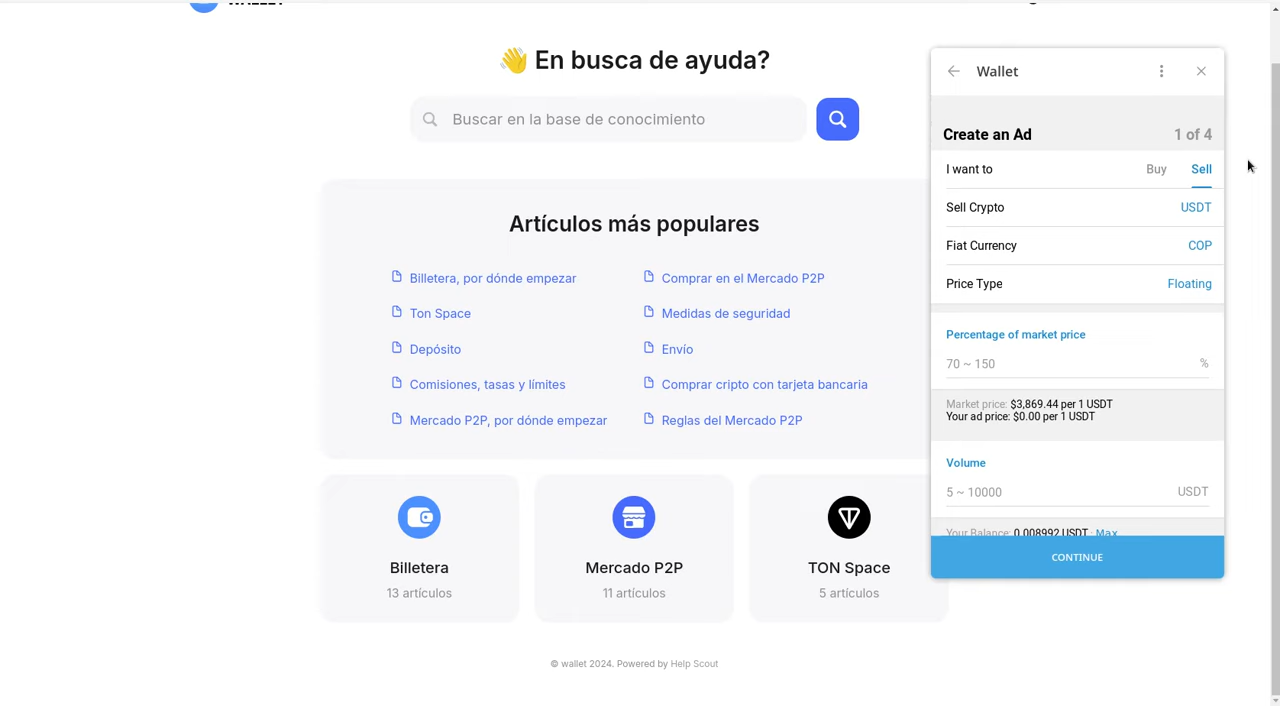 👋 En busca de ayuda?
Buscar en la base de conocimiento
Artículos más populares
Billetera, por dónde empezar
Comprar en el Mercado P2P
Ton Space
Medidas de seguridad
Depósito
Envío
Comisiones, tasas y límites
Comprar cripto con tarjeta bancaria
Mercado P2P, por dónde empezar
Reglas del Mercado P2P
Billetera
13 artículos
Mercado P2P
11 artículos
TON Space
5 artículos
© wallet 2024. Powered by Help Scout
Wallet
Create an Ad 1 of 4
I want to Buy Sell
Sell Crypto USDT
Fiat Currency COP
Price Type Floating
Percentage of market price
70 ~ 150 %
Market price: $3,869.44 per 1 USDT
Your ad price: $0.00 per 1 USDT
Volume
5 ~ 10000 USDT
Your Balance: 0.008992 USDT · Max
CONTINUE